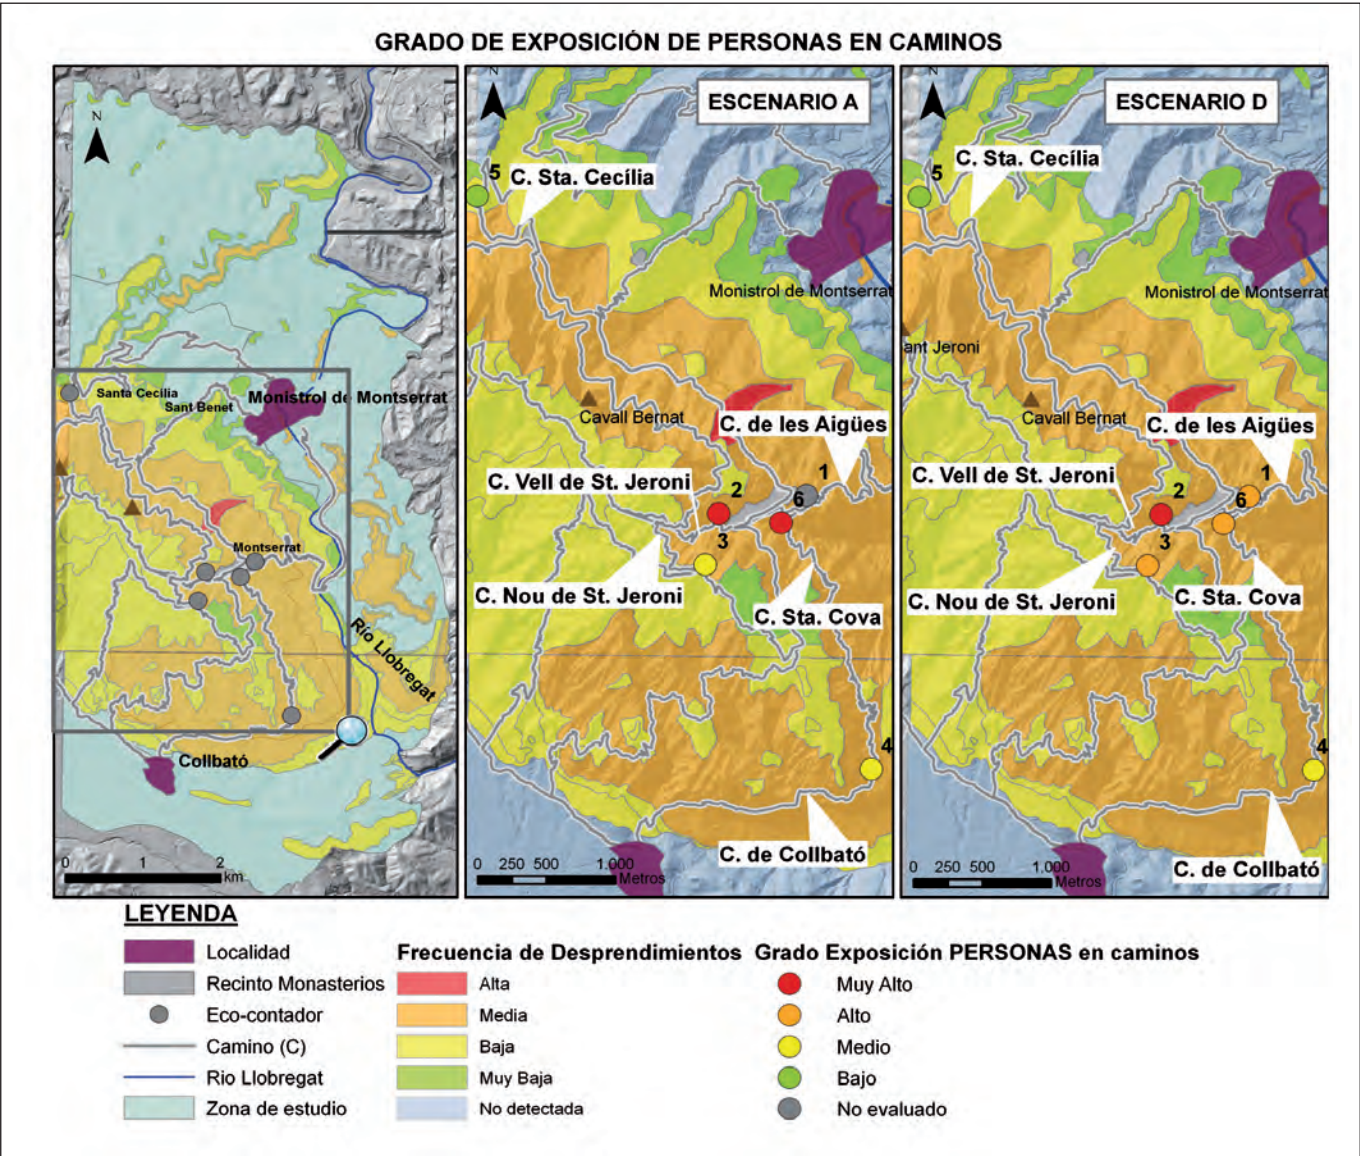 GRADO DE EXPOSICIÓN DE PERSONAS EN CAMINOS
N
Santa Cecília
Sant Benet
Monistrol de Montserrat
Montserrat
Río Llobregat
Collbató
0 1 2
km
N
ESCENARIO A
5
C. Sta. Cecília
Monistrol de Montserrat
Cavall Bernat
C. de les Aigües
C. Vell de St. Jeroni
1
2
6
3
C. Nou de St. Jeroni
C. Sta. Cova
4
C. de Collbató
0 250 500 1.000
Metros
N
ESCENARIO D
C. Sta. Cecília
5
Monistrol de Montserrat
ant Jeroni
Cavall Bernat
C. de les Aigües
C. Vell de St. Jeroni
1
2
6
3
C. Nou de St. Jeroni
C. Sta. Cova
4
C. de Collbató
0 250 500 1.000
Metros
LEYENDA
Localidad
Recinto Monasterios
Eco-contador
Camino (C)
Rio Llobregat
Zona de estudio
Frecuencia de Desprendimientos
Alta
Media
Baja
Muy Baja
No detectada
Grado Exposición PERSONAS en caminos
Muy Alto
Alto
Medio
Bajo
No evaluado